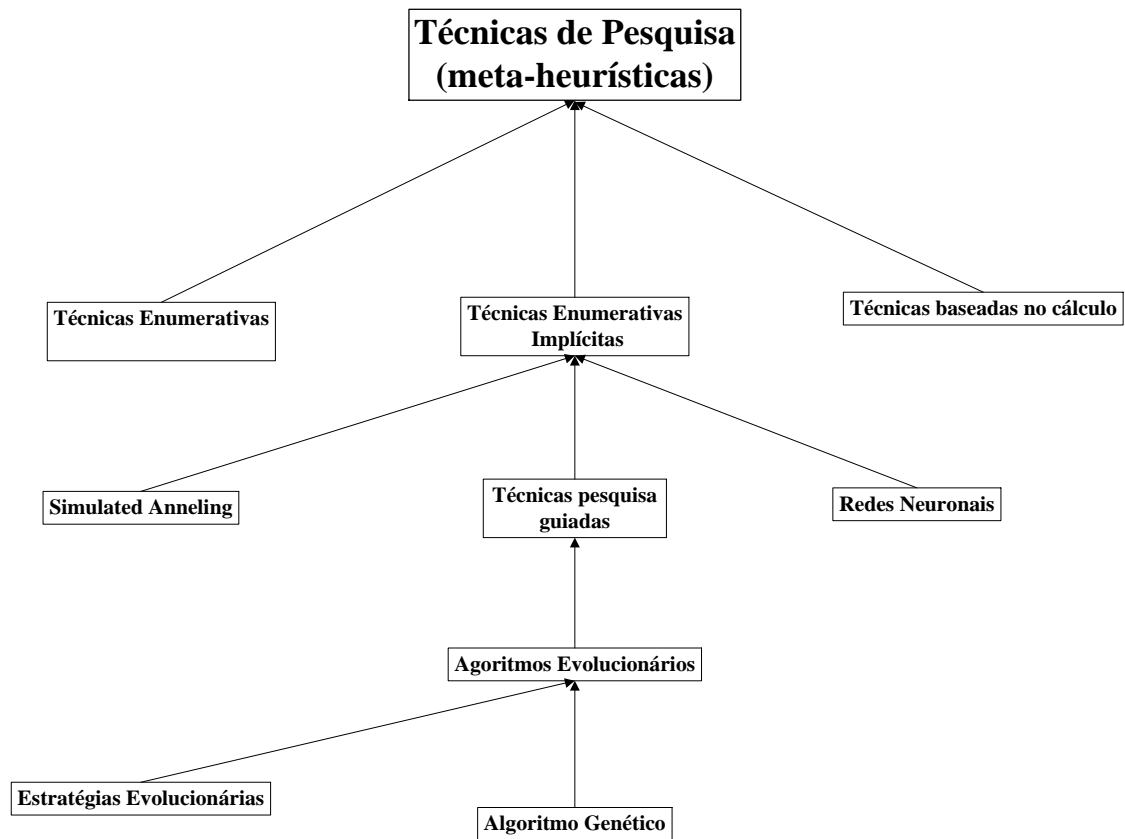 Técnicas de Pesquisa
(meta-heurísticas)
Técnicas Enumerativas
Técnicas Enumerativas
Implícitas
Técnicas baseadas no cálculo
Simulated Anneling
Técnicas pesquisa
guiadas
Redes Neuronais
Agoritmos Evolucionários
Estratégias Evolucionárias
Algoritmo Genético